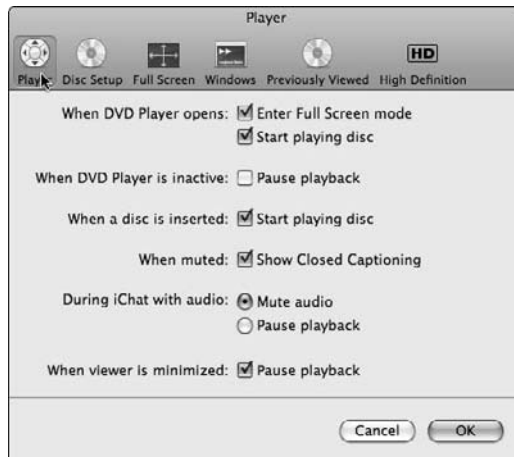 Player
Player Disc Setup Full Screen Windows Previously Viewed HD High Definition
When DVD Player opens: Enter Full Screen mode
Start playing disc
When DVD Player is inactive: Pause playback
When a disc is inserted: Start playing disc
When muted: Show Closed Captioning
During iChat with audio: Mute audio
Pause playback
When viewer is minimized: Pause playback
Cancel OK